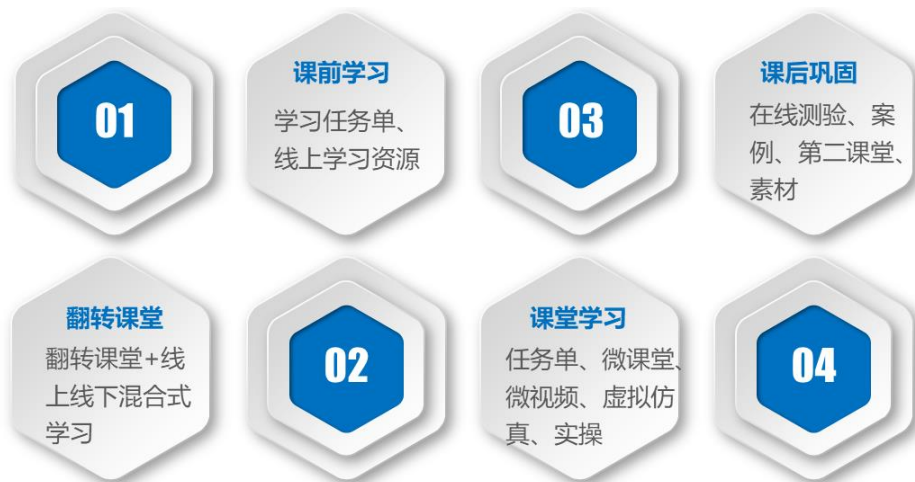 01
课前学习
学习任务单、
线上学习资源
03
课后巩固
在线测验、案
例、第二课堂、
素材
翻转课堂
翻转课堂+线
上线下混合式
学习
02
课堂学习
任务单、微课堂、
微视频、虚拟仿
真、实操
04